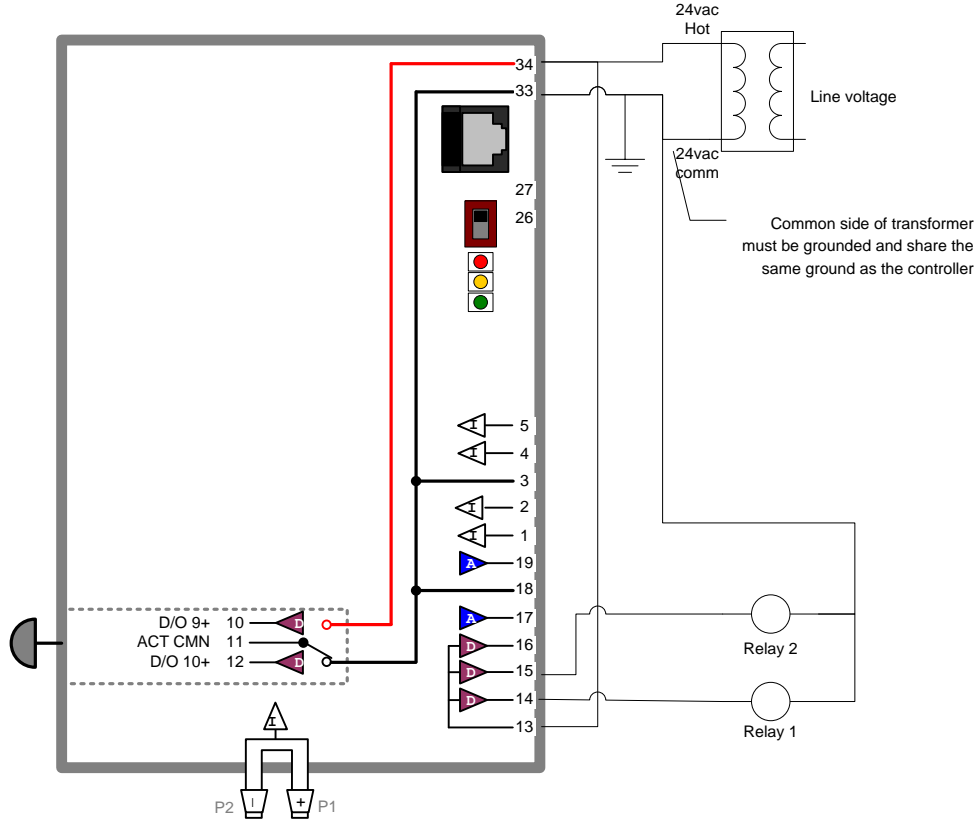 24vac
Hot
34
33
Line voltage
24vac
comm
27
26
Common side of transformer
must be grounded and share the
same ground as the controller
I 5
I 4
3
I 2
I 1
A 19
18
A 17
D 16
D 15
D 14
13
D/O 9+ 10 D
ACT CMN 11
D/O 10+ 12 D
Relay 2
Relay 1
I
P2 − + P1